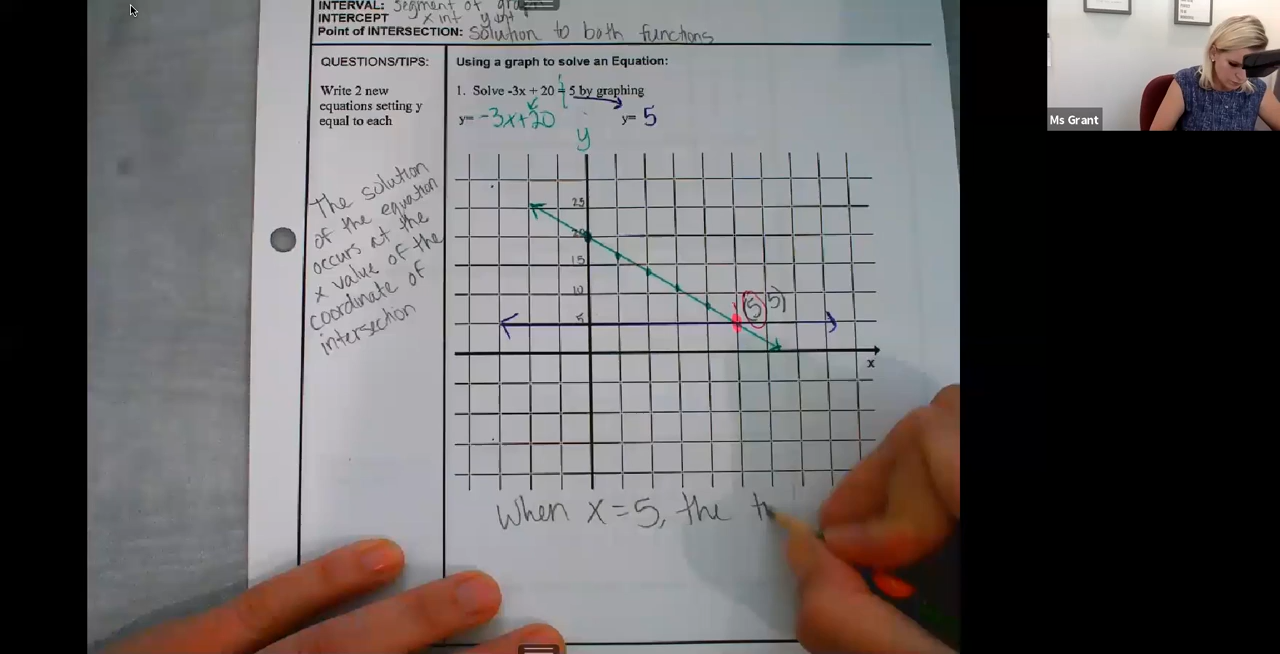 INTERVAL: Segment of graph
INTERCEPT x int y int
Point of INTERSECTION: Solution to both functions
QUESTIONS/TIPS:
Write 2 new
equations setting y
equal to each
The solution
of the equation
occurs at the
x value of the
coordinate of
intersection
Using a graph to solve an Equation:
1. Solve -3x + 20 = 5 by graphing
y= -3x+20 y= 5
y
25
20
15
10
5
(5, 5)
x
When x = 5, the
Ms Grant